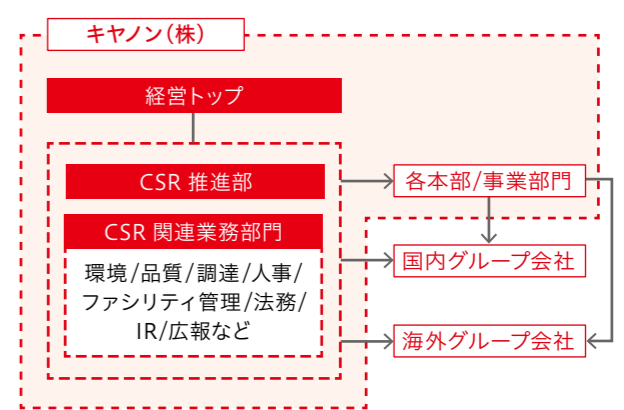 キヤノン（株）
経営トップ
CSR 推進部
各本部/事業部門
CSR 関連業務部門
環境/品質/調達/人事/
ファシリティ管理/法務/
IR/広報など
国内グループ会社
海外グループ会社